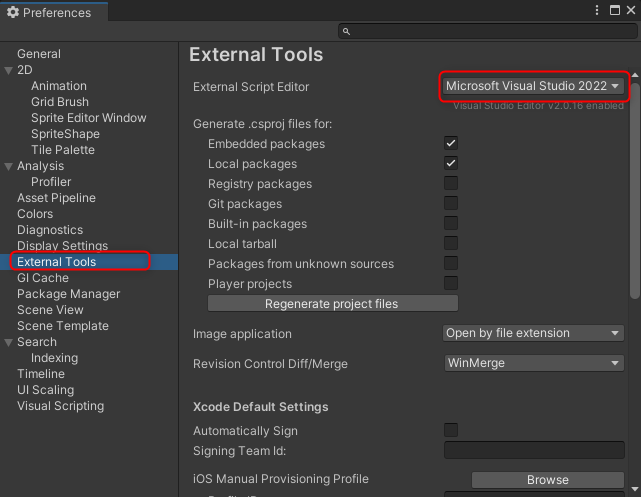 Preferences
General
2D
Animation
Grid Brush
Sprite Editor Window
SpriteShape
Tile Palette
Analysis
Profiler
Asset Pipeline
Colors
Diagnostics
Display Settings
External Tools
GI Cache
Package Manager
Scene View
Scene Template
Search
Indexing
Timeline
UI Scaling
Visual Scripting
External Tools
External Script Editor Microsoft Visual Studio 2022
Visual Studio Editor v2.0.16 enabled
Generate .csproj files for:
Embedded packages
Local packages
Registry packages
Git packages
Built-in packages
Local tarball
Packages from unknown sources
Player projects
Regenerate project files
Image application Open by file extension
Revision Control Diff/Merge WinMerge
Xcode Default Settings
Automatically Sign
Signing Team Id:
iOS Manual Provisioning Profile Browse